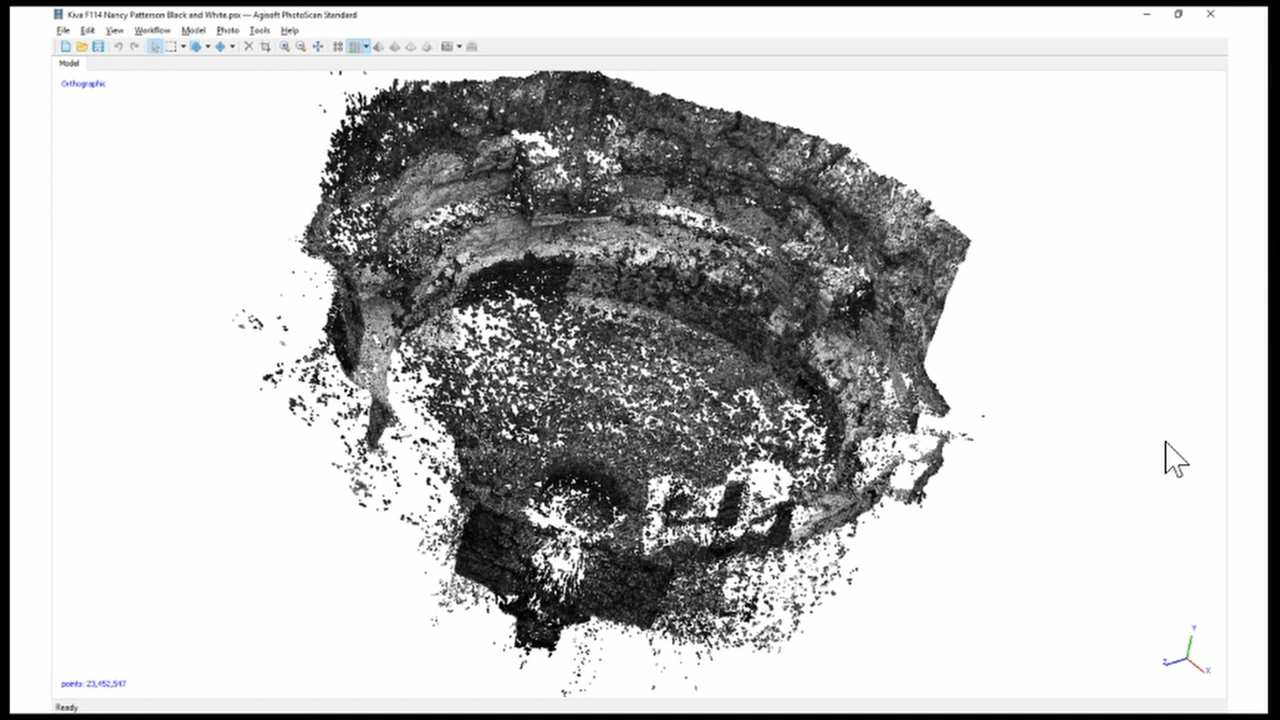 Kiva F114 Nancy Patterson Black and White.psx — Agisoft PhotoScan Standard
File Edit View Workflow Model Photo Tools Help
Model
Orthographic
Y
Z
X
points: 23,452,547
Ready